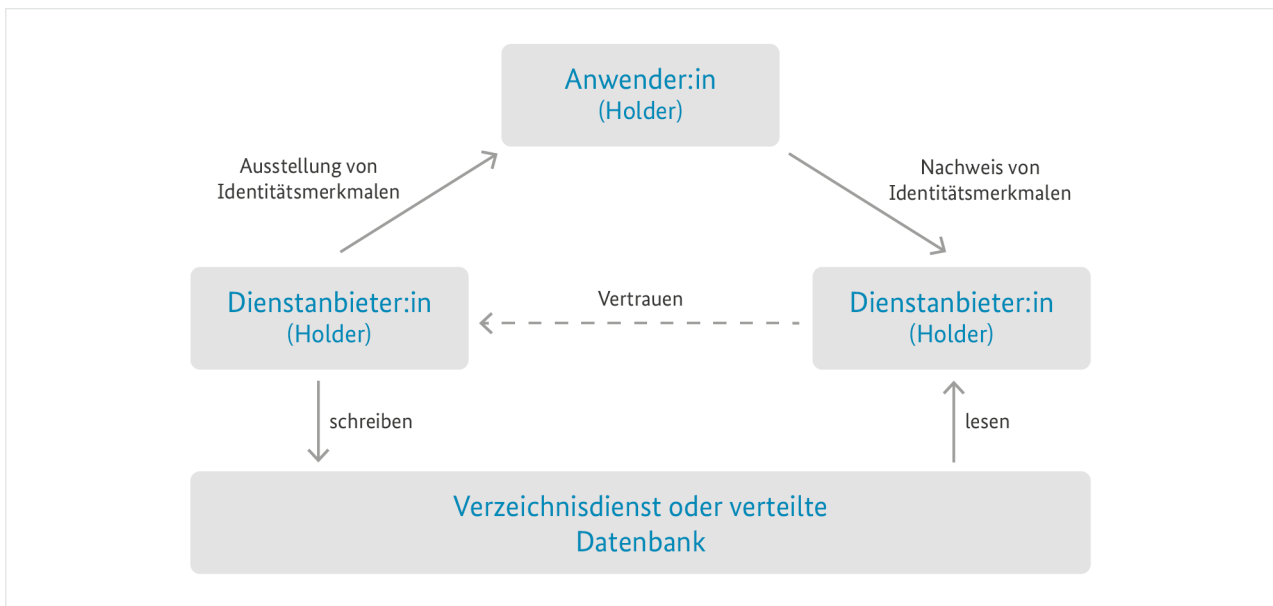 Anwender:in
(Holder)
Ausstellung von
Identitätsmerkmalen
Nachweis von
Identitätsmerkmalen
Dienstanbieter:in
(Holder)
Vertrauen
Dienstanbieter:in
(Holder)
schreiben
lesen
Verzeichnisdienst oder verteilte
Datenbank